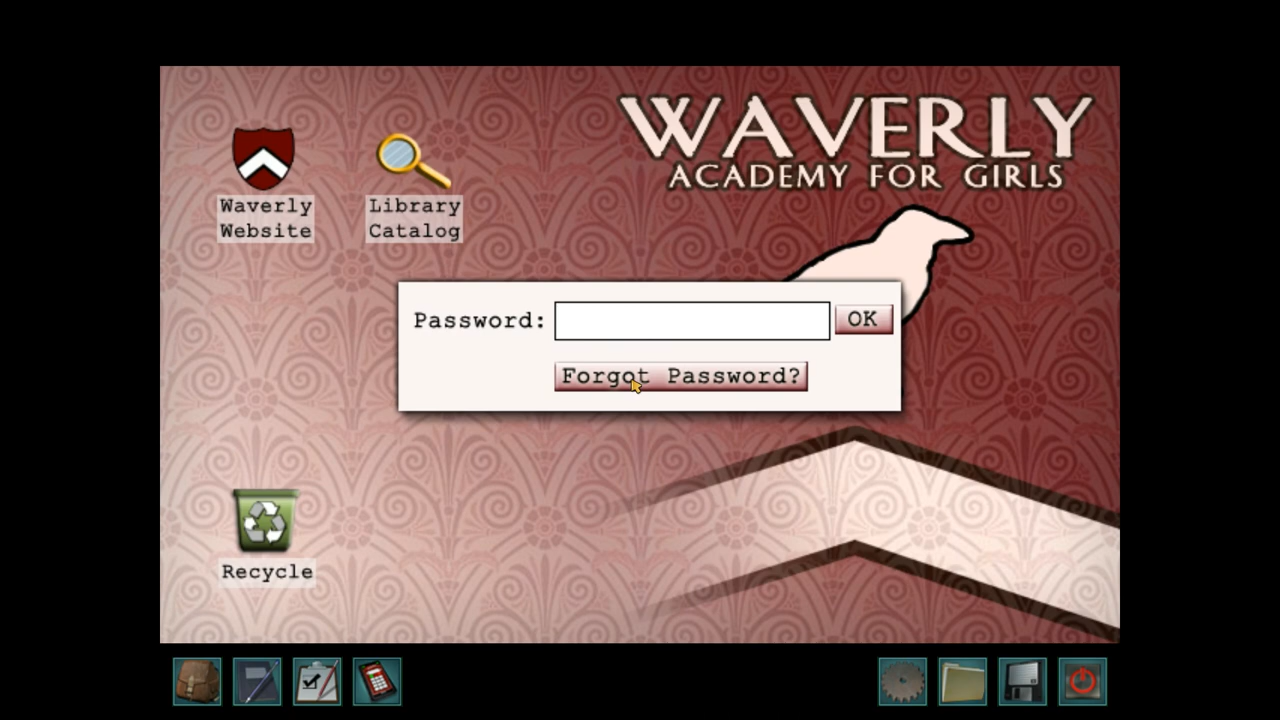 WAVERLY
ACADEMY FOR GIRLS
Waverly
Website
Library
Catalog
Password:
OK
Forgot Password?
Recycle